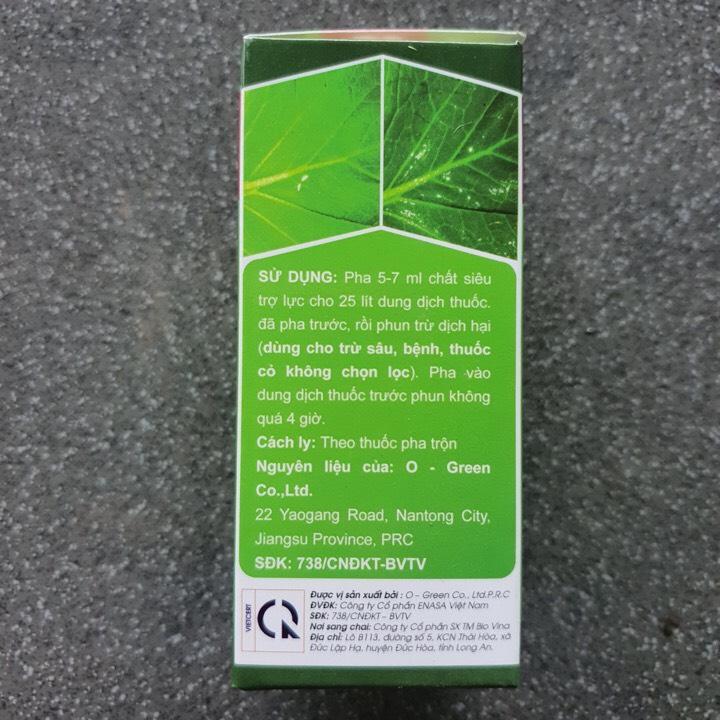 SỬ DỤNG: Pha 5-7 ml chất siêu
trợ lực cho 25 lít dung dịch thuốc.
đã pha trước, rồi phun trừ dịch hại
(dùng cho trừ sâu, bệnh, thuốc
cỏ không chọn lọc). Pha vào
dung dịch thuốc trước phun không
quá 4 giờ.
Cách ly: Theo thuốc pha trộn
Nguyên liệu của: O - Green
Co.,Ltd.
22 Yaogang Road, Nantong City,
Jiangsu Province, PRC
SĐK: 738/CNĐKT-BVTV
VIETCERT
Được vị sản xuất bởi : O – Green Co., Ltd.P.R.C
ĐVĐK: Công ty Cổ phần ENASA Việt Nam
SĐK: 738/CNĐKT – BVTV
Nơi sang chai: Công ty Cổ phần SX TM Bio Vina
Địa chỉ: Lô B113, đường số 5, KCN Thái Hòa, xã
Đức Lập Hạ, huyện Đức Hòa, tỉnh Long An.